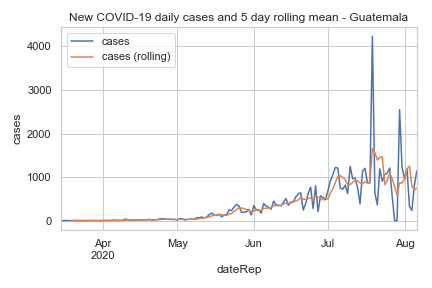 New COVID-19 daily cases and 5 day rolling mean - Guatemala
cases
cases (rolling)
4000
3000
2000
1000
0
cases
Apr
2020
May
Jun
Jul
Aug
dateRep